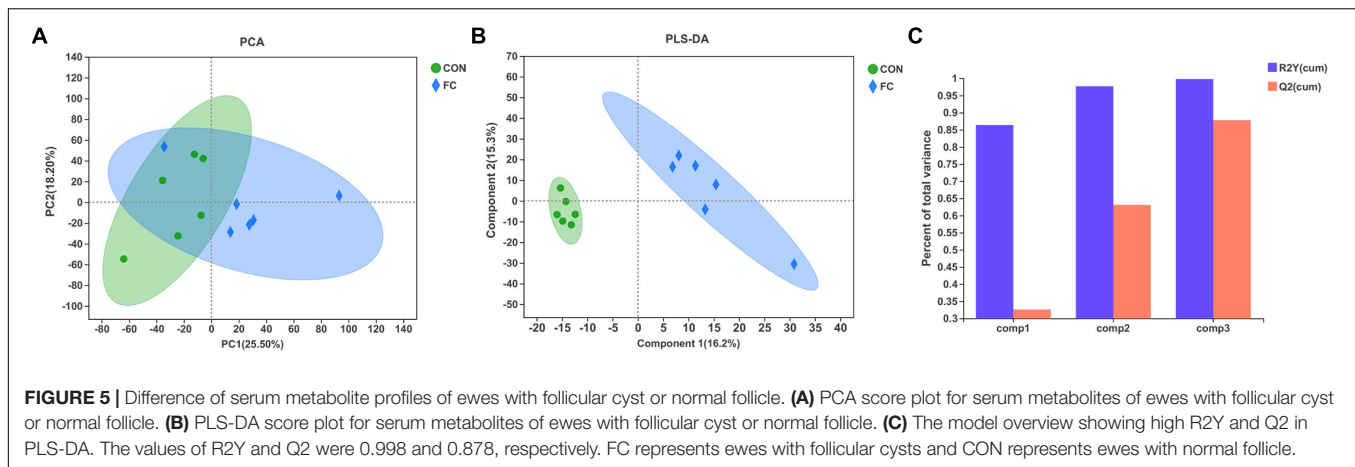 A
PCA
CON
FC
140
120
100
80
60
40
20
0
-20
-40
-60
-80
-100
PC2(18.20%)
-80 -60 -40 -20 0 20 40 60 80 100 120 140
PC1(25.50%)
B
PLS-DA
CON
FC
70
60
50
40
30
20
10
0
-10
-20
-30
-40
-50
Component 2(15.3%)
-20 -15 -10 -5 0 5 10 15 20 25 30 35 40
Component 1(16.2%)
C
R2Y(cum)
Q2(cum)
1
0.95
0.9
0.85
0.8
0.75
0.7
0.65
0.6
0.55
0.5
0.45
0.4
0.35
0.3
Percent of total variance
comp1 comp2 comp3
FIGURE 5 | Difference of serum metabolite profiles of ewes with follicular cyst or normal follicle. (A) PCA score plot for serum metabolites of ewes with follicular cyst
or normal follicle. (B) PLS-DA score plot for serum metabolites of ewes with follicular cyst or normal follicle. (C) The model overview showing high R2Y and Q2 in
PLS-DA. The values of R2Y and Q2 were 0.998 and 0.878, respectively. FC represents ewes with follicular cysts and CON represents ewes with normal follicle.